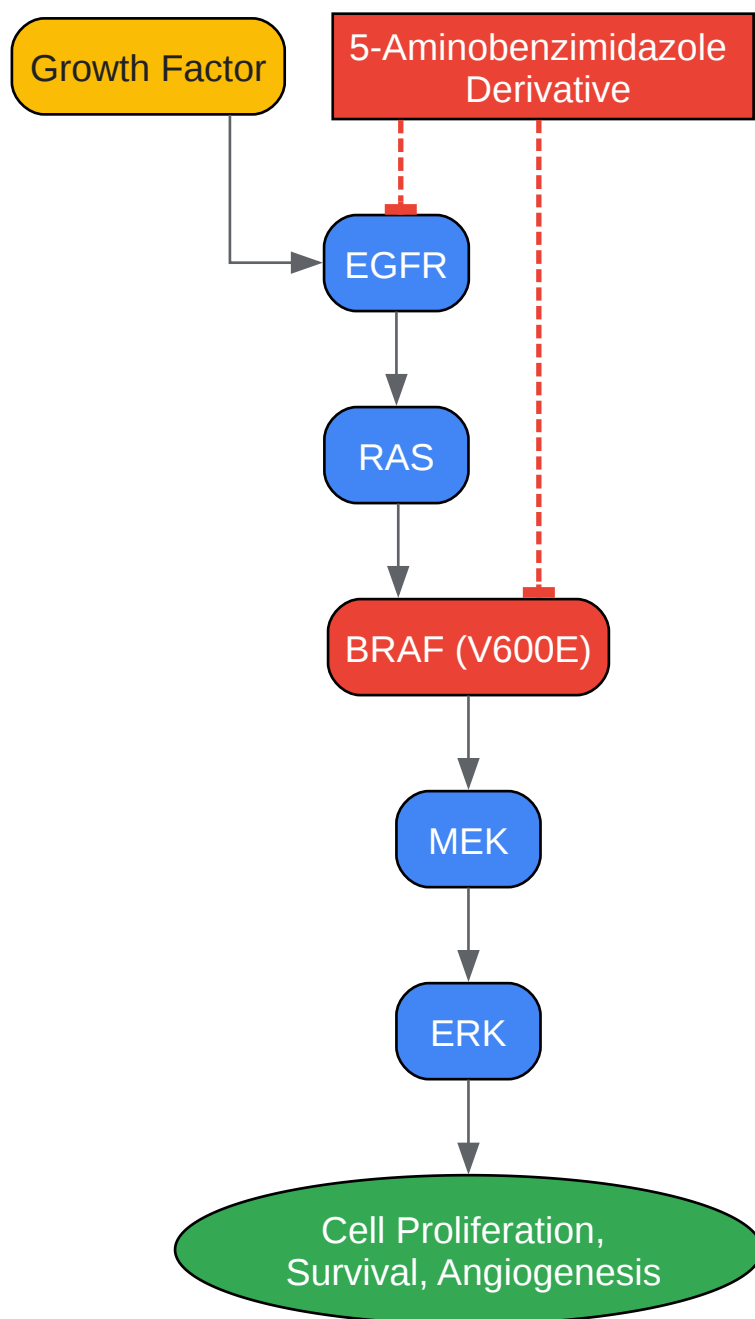 Growth Factor
5-Aminobenzimidazole
Derivative
EGFR
RAS
BRAF (V600E)
MEK
ERK
Cell Proliferation,
Survival, Angiogenesis